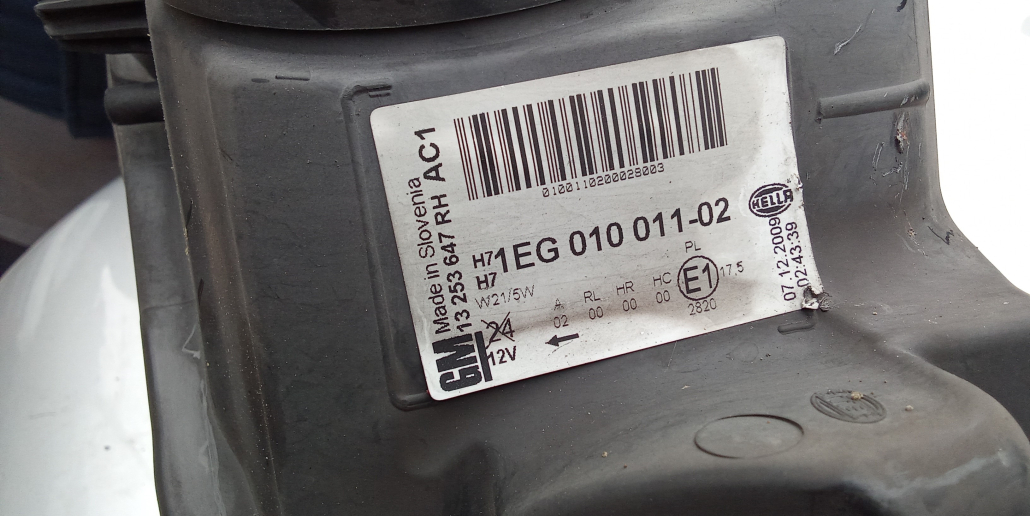 0100110200028003
1EG 010 011-02
HELLA
H7
H7
W21/5W
24
12V
A RL HR HC PL
02 00 00 00 E1 17,5
2820
07.12.2009
02:43:39
Made in Slovenia
13 253 647 RH AC1
GM